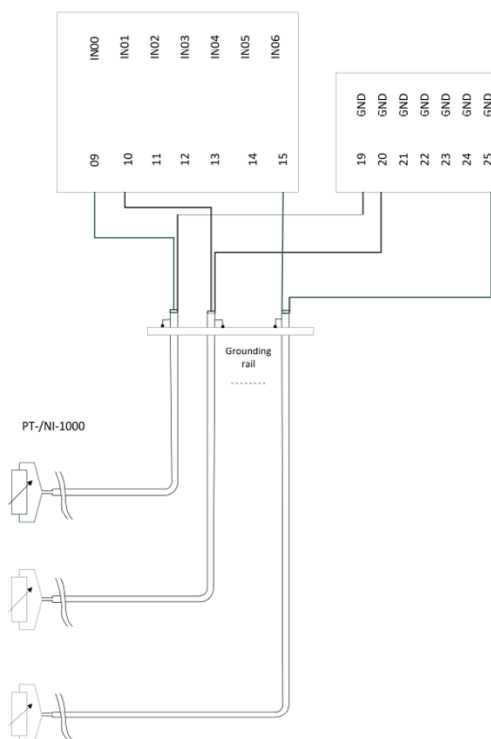 IN00 IN01 IN02 IN03 IN04 IN05 IN06
09 10 11 12 13 14 15
GND GND GND GND GND GND GND
19 20 21 22 23 24 25
Grounding
rail
PT-/NI-1000